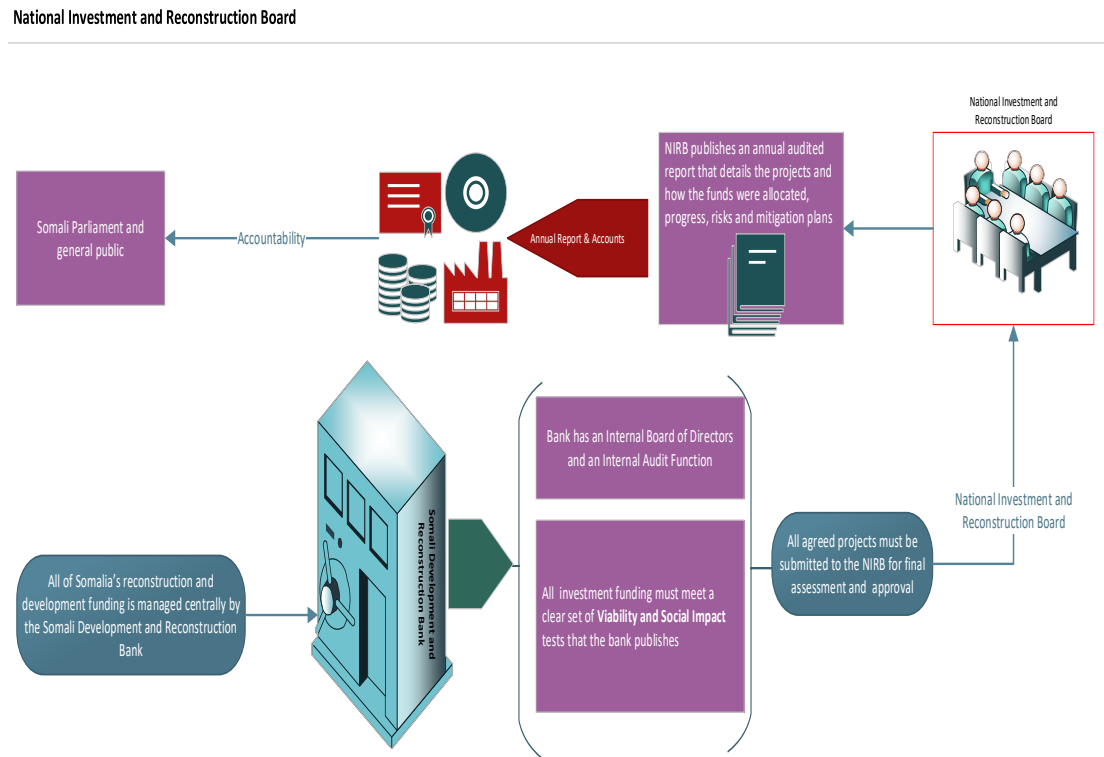 National Investment and Reconstruction Board
National Investment and
Reconstruction Board
NIRB publishes an annual audited
report that details the projects and
how the funds were allocated,
progress, risks and mitigation plans
Annual Report & Accounts
Accountability
Somali Parliament and
general public
All of Somalia's reconstruction and
development funding is managed centrally by
the Somali Development and Reconstruction
Bank
Somali Development and
Reconstruction Bank
Bank has an Internal Board of Directors
and an Internal Audit Function
All investment funding must meet a
clear set of Viability and Social Impact
tests that the bank publishes
All agreed projects must be
submitted to the NIRB for final
assessment and approval
National Investment and
Reconstruction Board